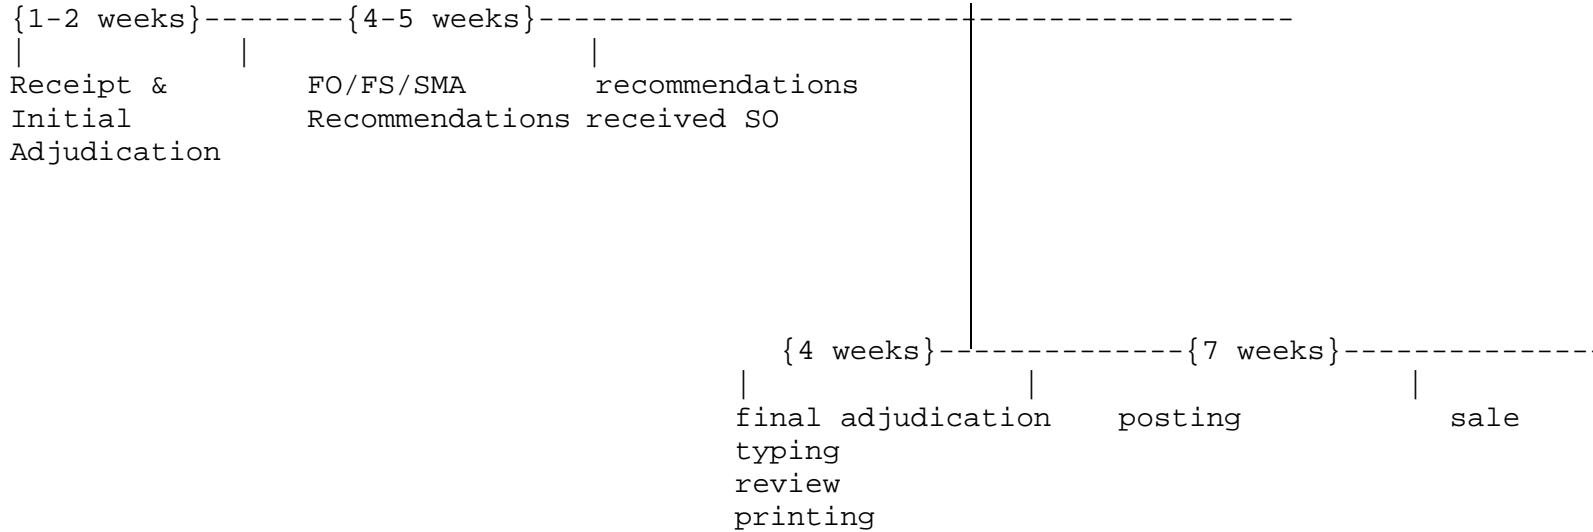 {1-2 weeks}--------{4-5 weeks}-------------------------------------------
| | |
Receipt & FO/FS/SMA recommendations
Initial Recommendations received SO
Adjudication
{4 weeks}--------------{7 weeks}---------------
| | |
final adjudication posting sale
typing
review
printing